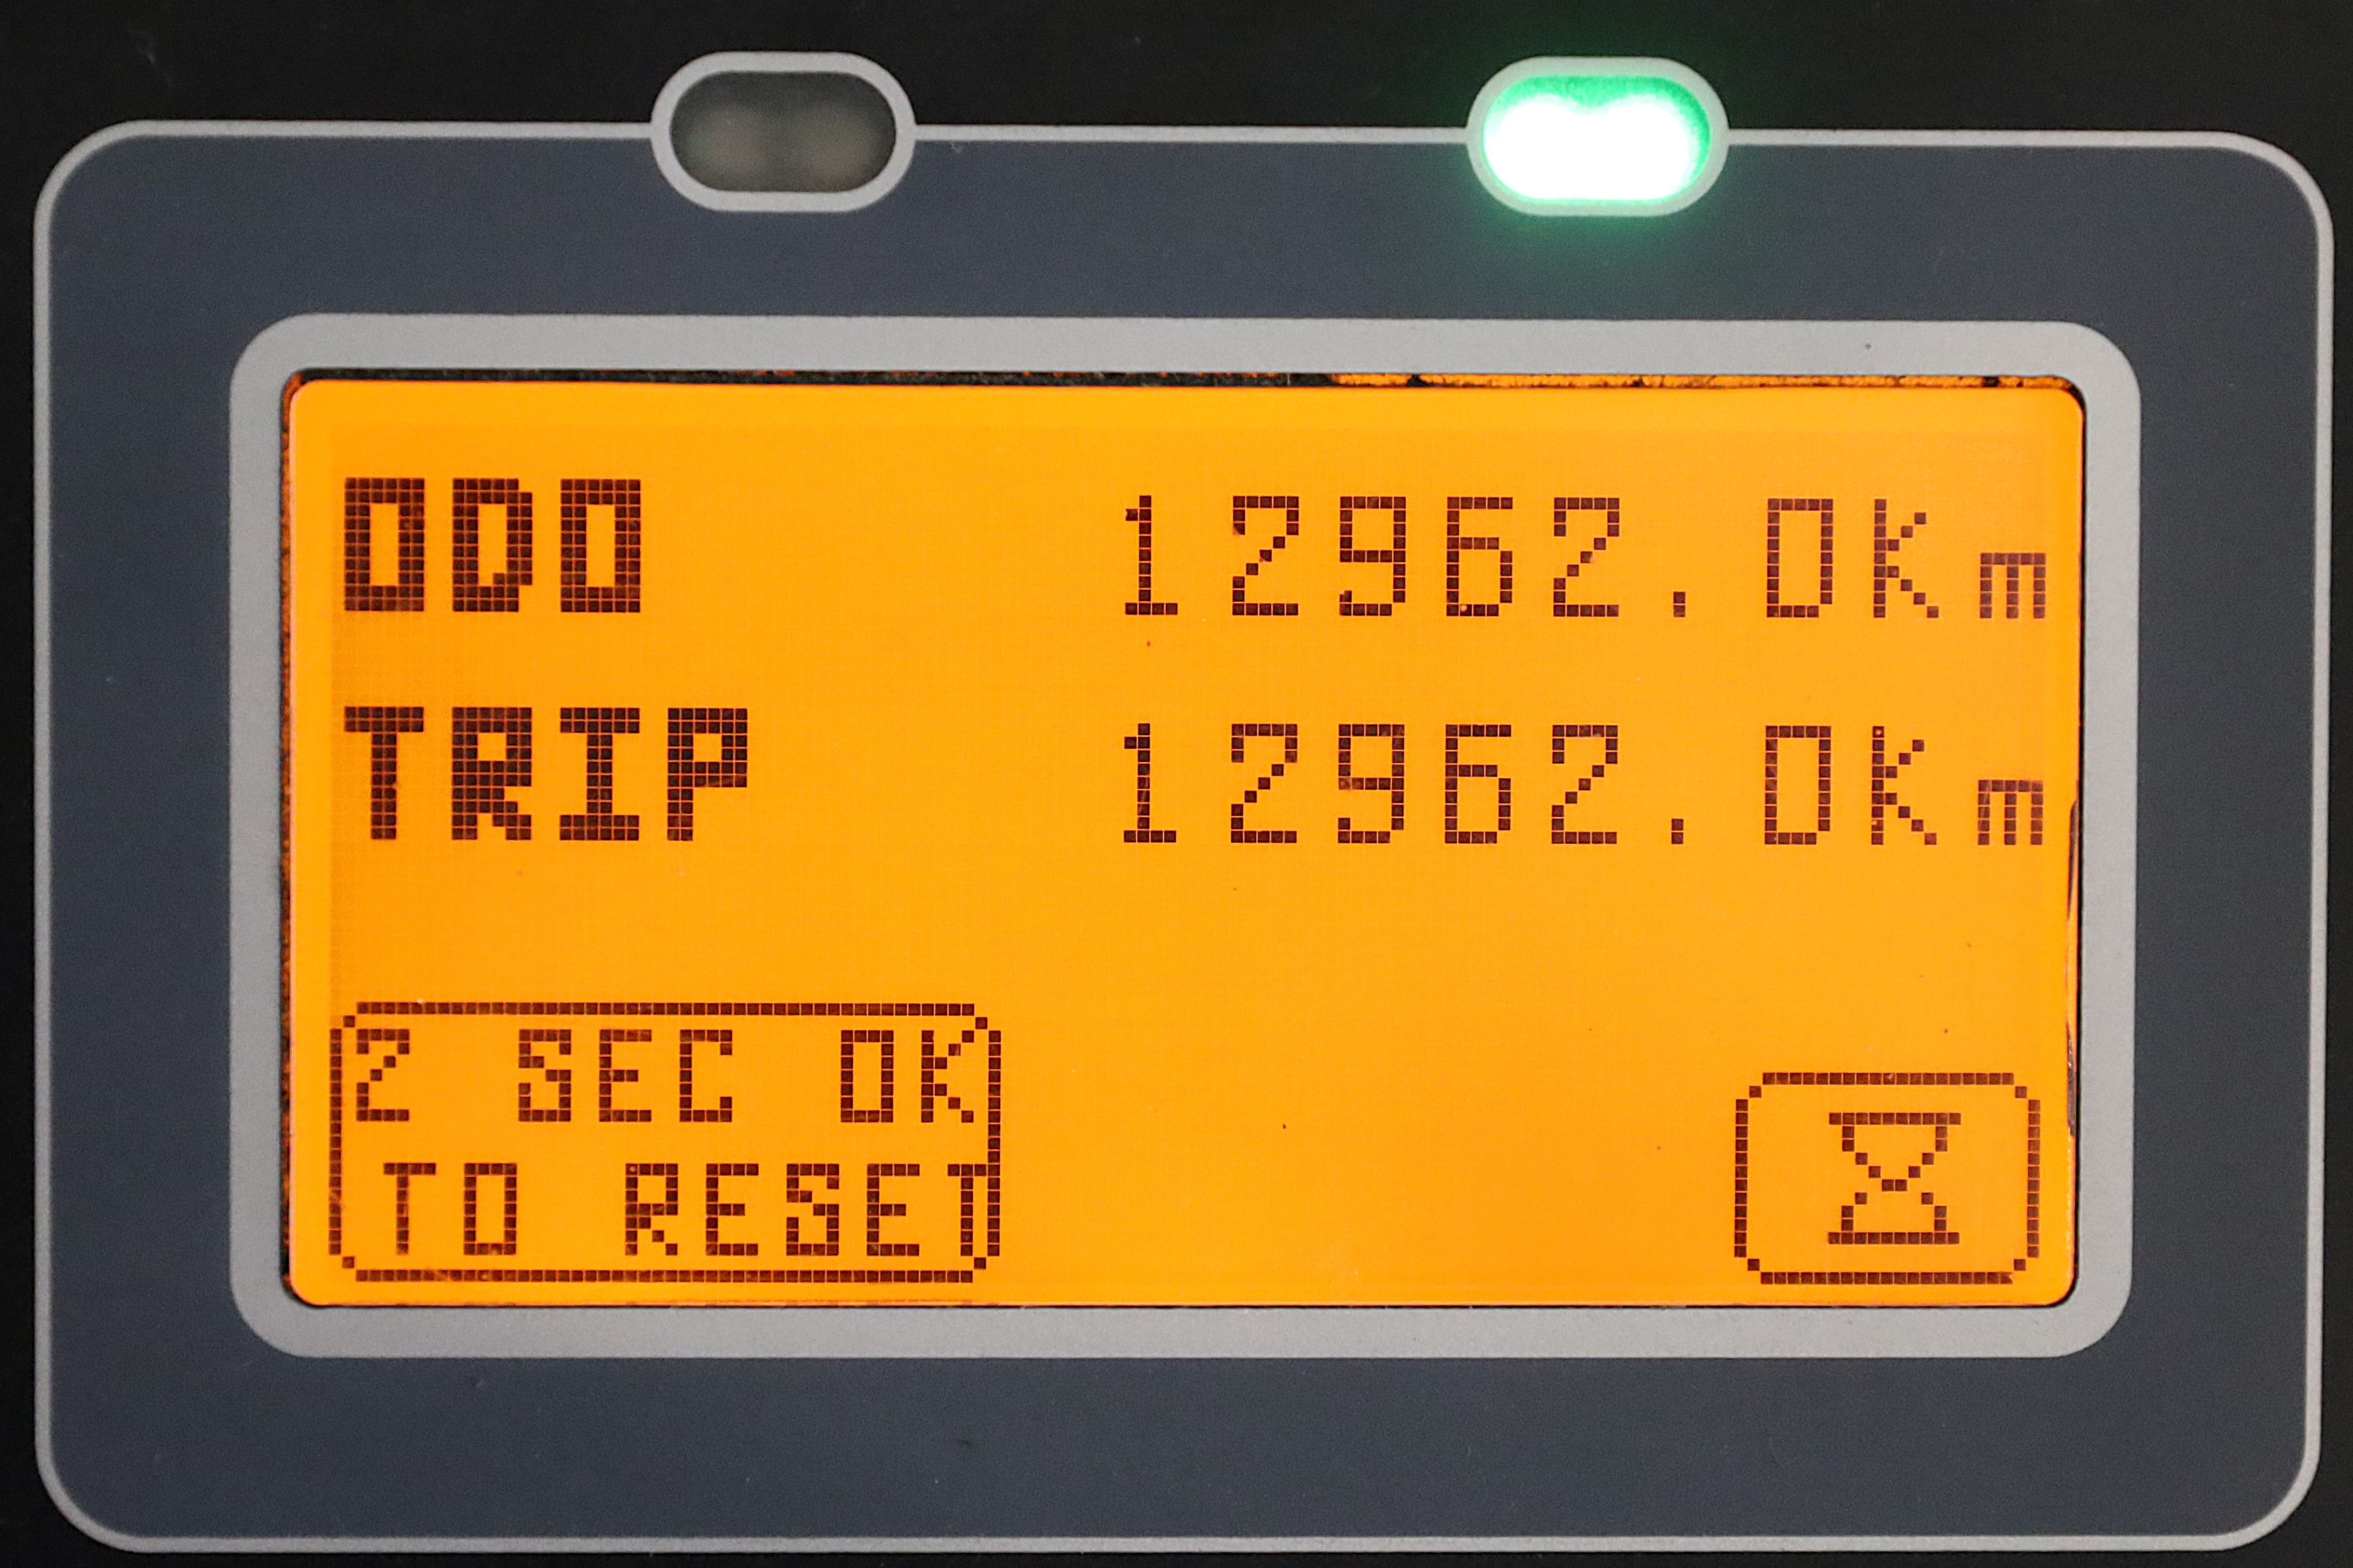 ODO 12962.0Km
TRIP 12962.0Km
2 SEC OK
TO RESET